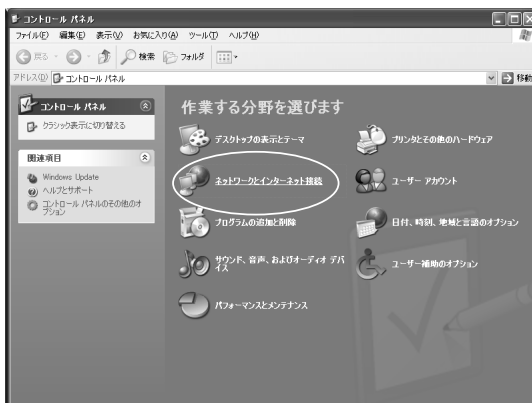 コントロール パネル
ファイル(F) 編集(E) 表示(V) お気に入り(A) ツール(T) ヘルプ(H)
戻る 検索 フォルダ
アドレス(D) コントロール パネル 移動
コントロール パネル
クラシック表示に切り替える
関連項目
Windows Update
ヘルプとサポート
コントロール パネルのその他のオ
プション
作業する分野を選びます
デスクトップの表示とテーマ
プリンタとその他のハードウェア
ネットワークとインターネット接続
ユーザー アカウント
プログラムの追加と削除
日付、時刻、地域と言語のオプション
サウンド、音声、およびオーディオ デバ
イス
ユーザー補助のオプション
パフォーマンスとメンテナンス